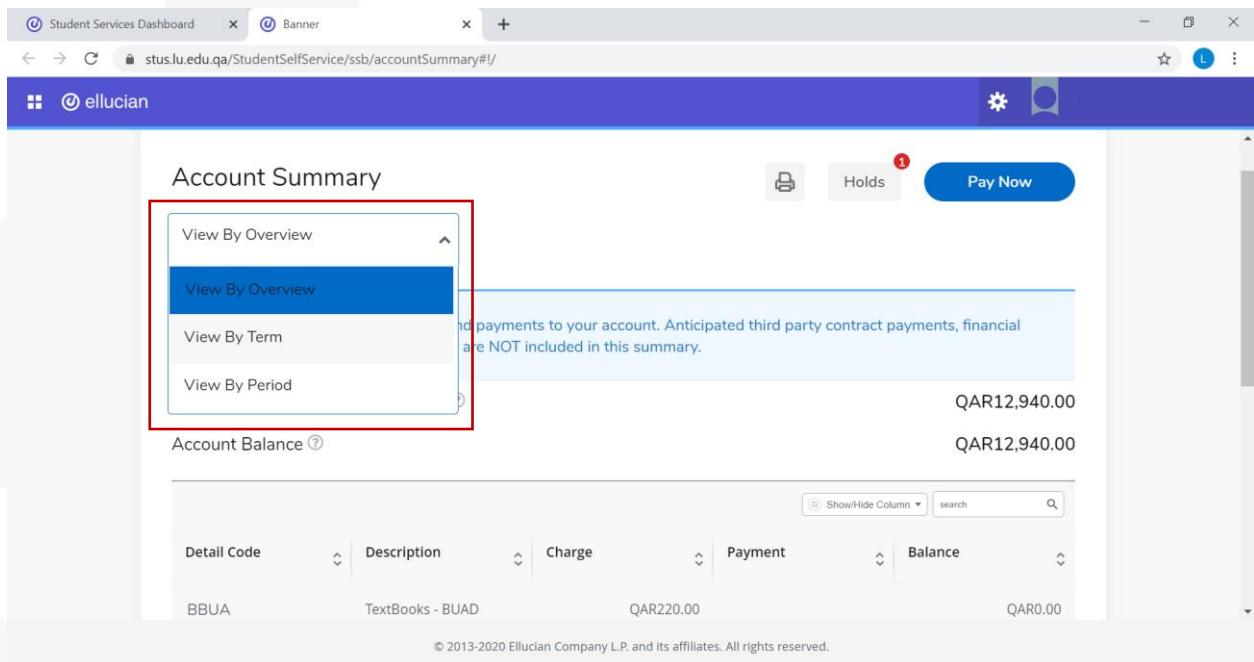 Student Services Dashboard
Banner
stus.lu.edu.qa/StudentSelfService/ssb/accountSummary#!/
L
ellucian
Account Summary
Holds
1
Pay Now
View By Overview
View By Overview
View By Term
View By Period
payments to your account. Anticipated third party contract payments, financial
are NOT included in this summary.
QAR12,940.00
Account Balance
QAR12,940.00
Show/Hide Column
search
Detail Code Description Charge Payment Balance
BBUA TextBooks - BUAD QAR220.00 QAR0.00
© 2013-2020 Ellucian Company L.P. and its affiliates. All rights reserved.